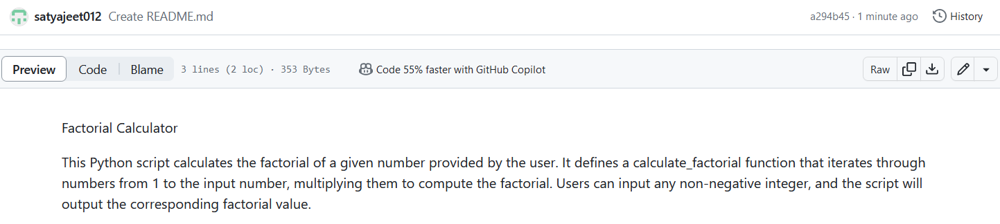 satyajeet012 Create README.md a294b45 · 1 minute ago History
Preview Code Blame 3 lines (2 loc) · 353 Bytes Code 55% faster with GitHub Copilot Raw
Factorial Calculator
This Python script calculates the factorial of a given number provided by the user. It defines a calculate_factorial function that iterates through
numbers from 1 to the input number, multiplying them to compute the factorial. Users can input any non-negative integer, and the script will
output the corresponding factorial value.